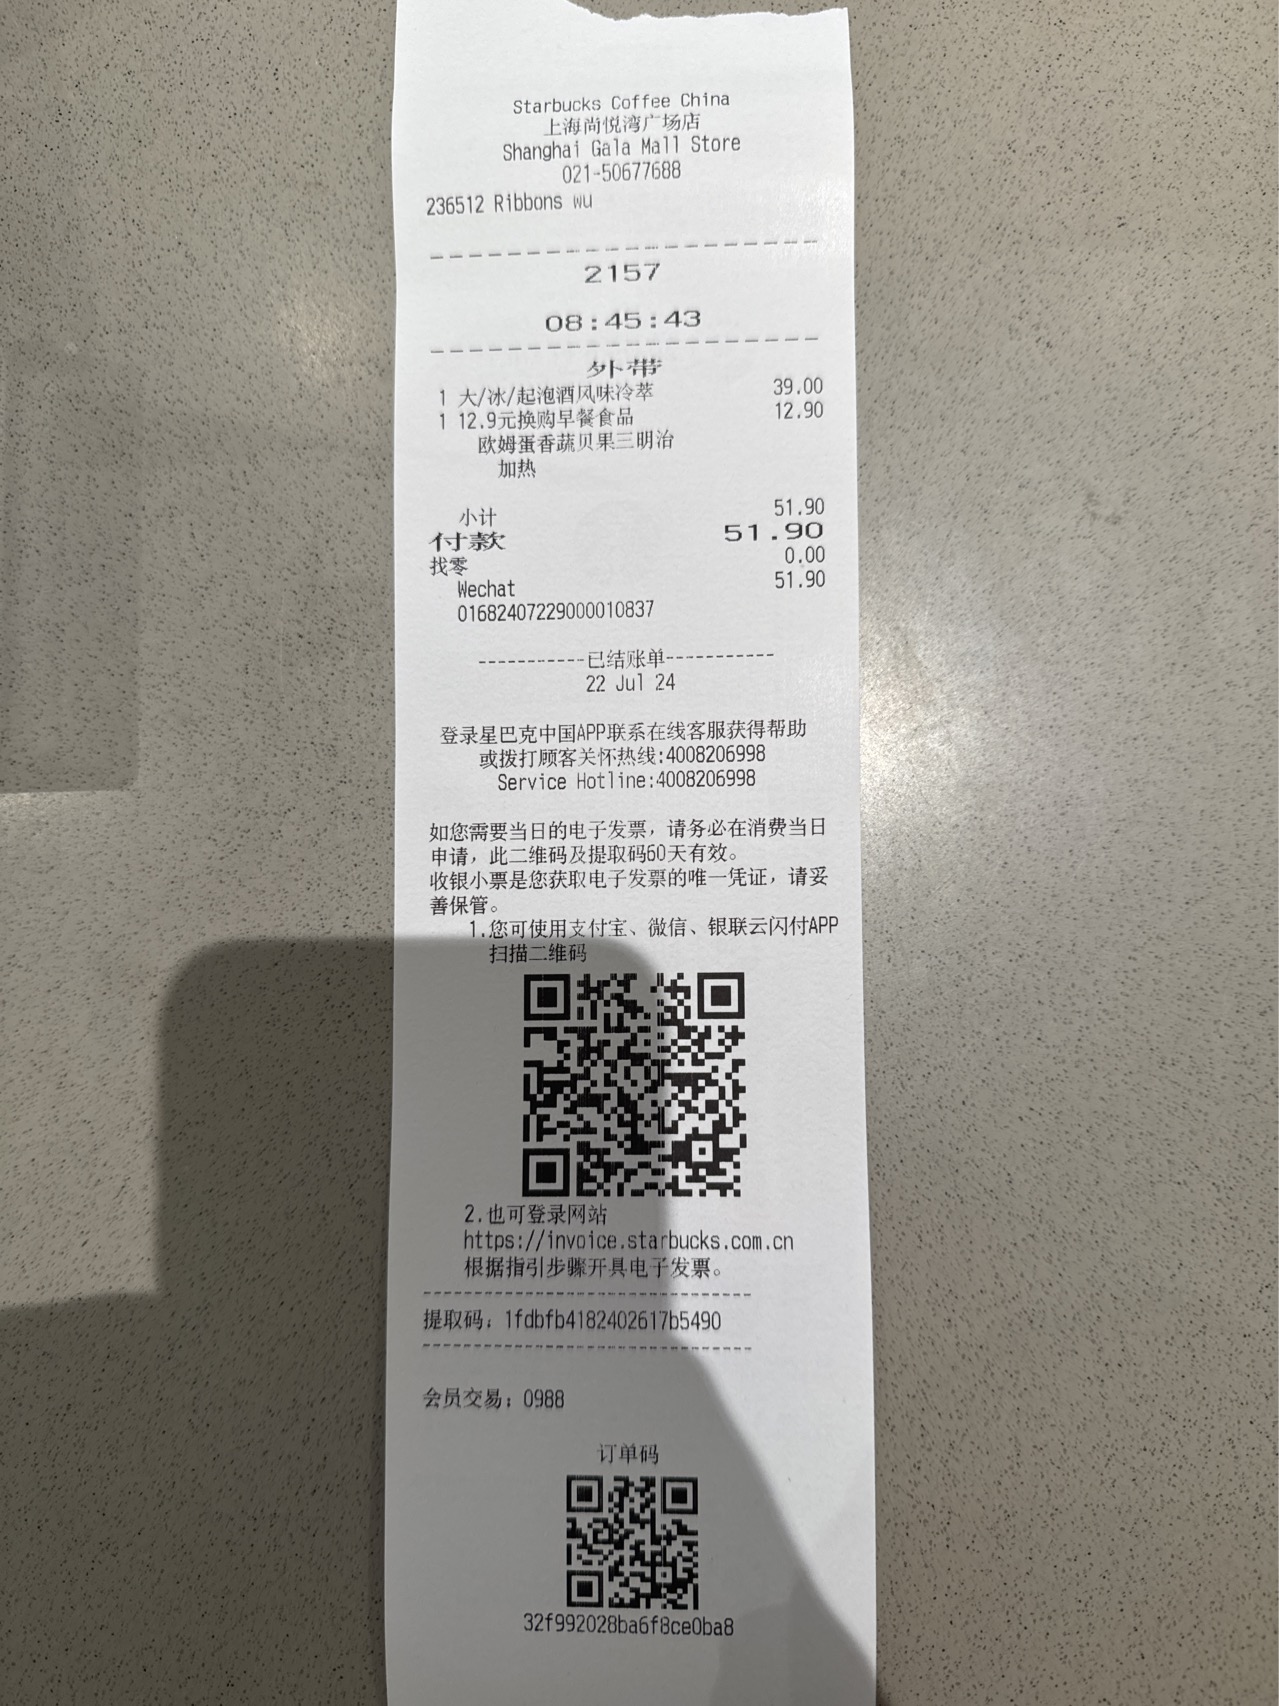 Starbucks Coffee China
上海尚悦湾广场店
Shanghai Gala Mall Store
021-50677688
236512 Ribbons wu
2157
08:45:43
外带
1 大/冰/起泡酒风味冷萃 39.00
1 12.9元换购早餐食品 12.90
欧姆蛋香蔬贝果三明治
加热
小计 51.90
付款 51.90
找零 0.00
Wechat 51.90
01682407229000010837
-----------已结账单-----------
22 Jul 24
登录星巴克中国APP联系在线客服获得帮助
或拨打顾客关怀热线:4008206998
Service Hotline:4008206998
如您需要当日的电子发票，请务必在消费当日
申请，此二维码及提取码60天有效。
收银小票是您获取电子发票的唯一凭证，请妥
善保管。
1.您可使用支付宝、微信、银联云闪付APP
扫描二维码
2.也可登录网站
https://invoice.starbucks.com.cn
根据指引步骤开具电子发票。
提取码：1fdbfb4182402617b5490
会员交易：0988
订单码
32f992028ba6f8ce0ba8